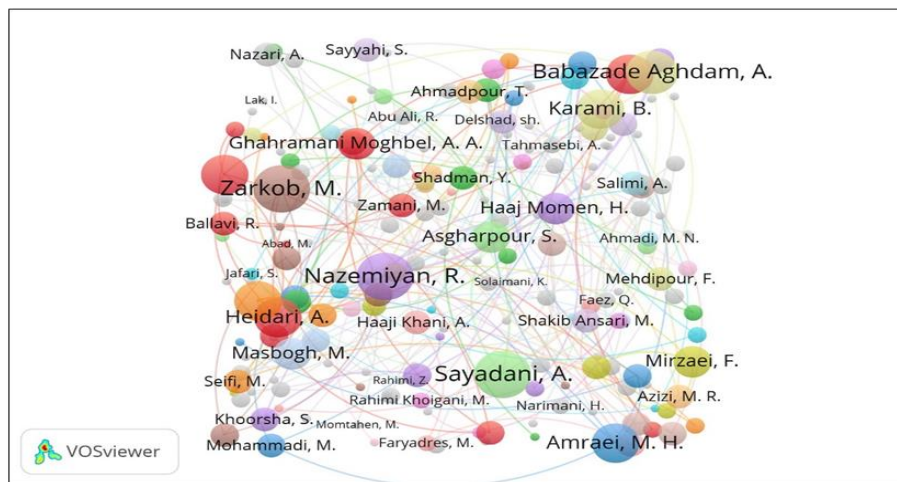 Nazari, A.
Sayyahi, S.
Babazade Aghdam, A.
Ahmadpour, T.
Lak, I.
Abu Ali, R.
Delshad, sh.
Karami, B.
Ghahramani Moghbel, A. A.
Tahmasebi, A.
Zarkob, M.
Shadman, Y.
Salimi, A.
Zamani, M.
Haaj Momen, H.
Ballavi, R.
Asgharpour, S.
Ahmadi, M. N.
Abad, M.
Jafari, S.
Nazemiyan, R.
Solaimani, K.
Mehdipour, F.
Faez, Q.
Heidari, A.
Haaji Khani, A.
Shakib Ansari, M.
Masbogh, M.
Mirzaei, F.
Seifi, M.
Rahimi, Z.
Sayadani, A.
Rahimi Khoigani, M.
Azizi, M. R.
Narimani, H.
Khoorsha, S.
Momtahen, M.
Mohammadi, M.
Faryadres, M.
Amraei, M. H.
VOSviewer